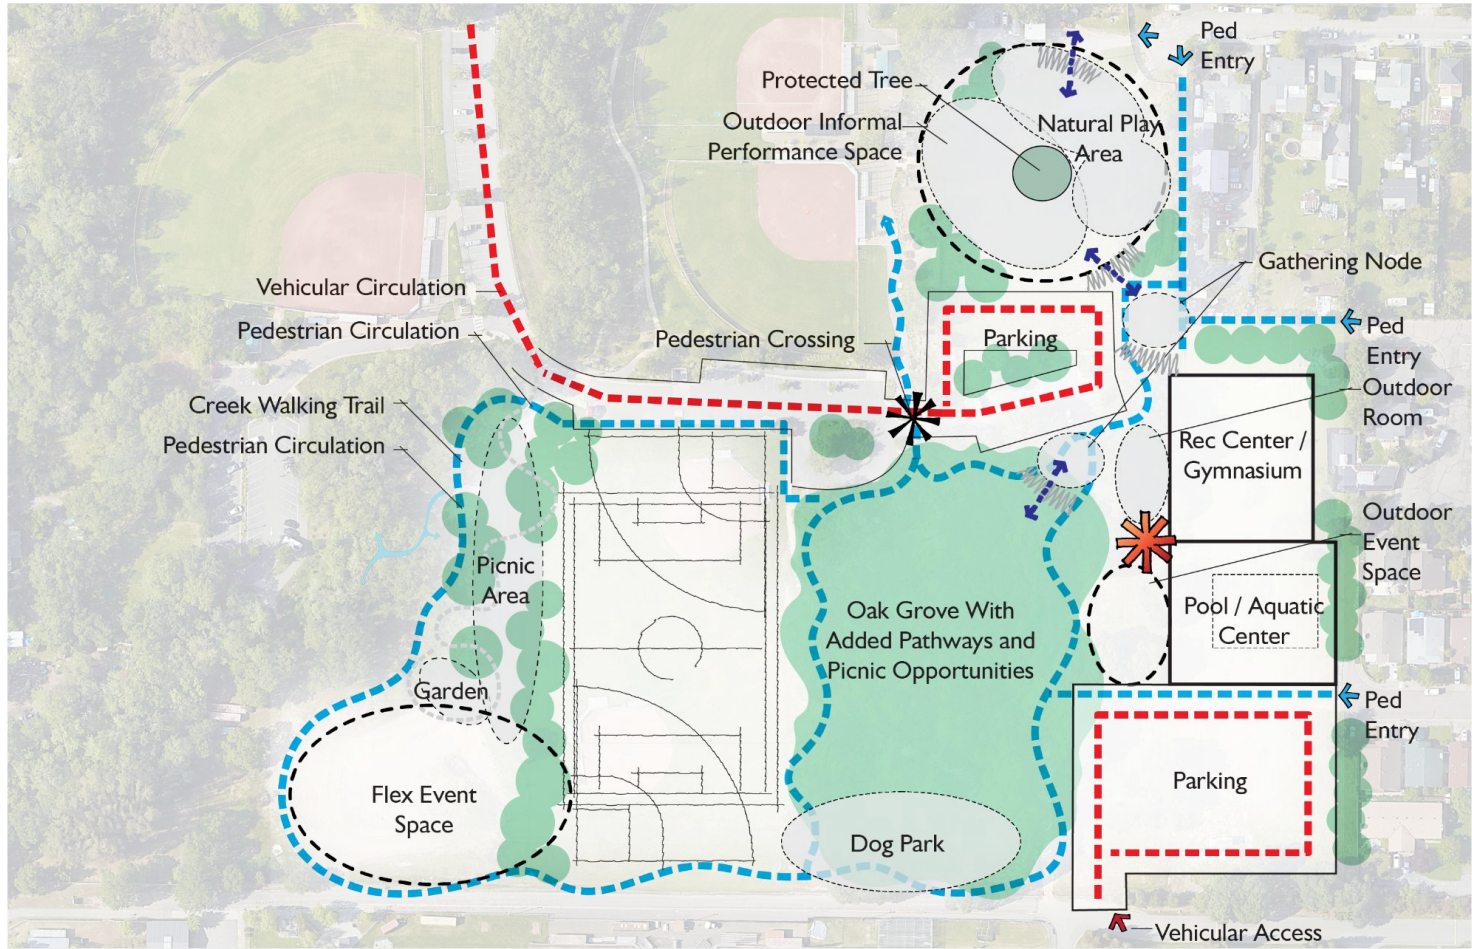 Ped
Entry
Protected Tree
Outdoor Informal
Performance Space
Natural Play
Area
Gathering Node
Vehicular Circulation
Pedestrian Circulation
Pedestrian Crossing
Parking
Ped
Entry
Outdoor
Room
Creek Walking Trail
Pedestrian Circulation
Rec Center /
Gymnasium
Outdoor
Event
Space
Picnic
Area
Oak Grove With
Added Pathways and
Picnic Opportunities
Pool / Aquatic
Center
Garden
Ped
Entry
Flex Event
Space
Parking
Dog Park
Vehicular Access